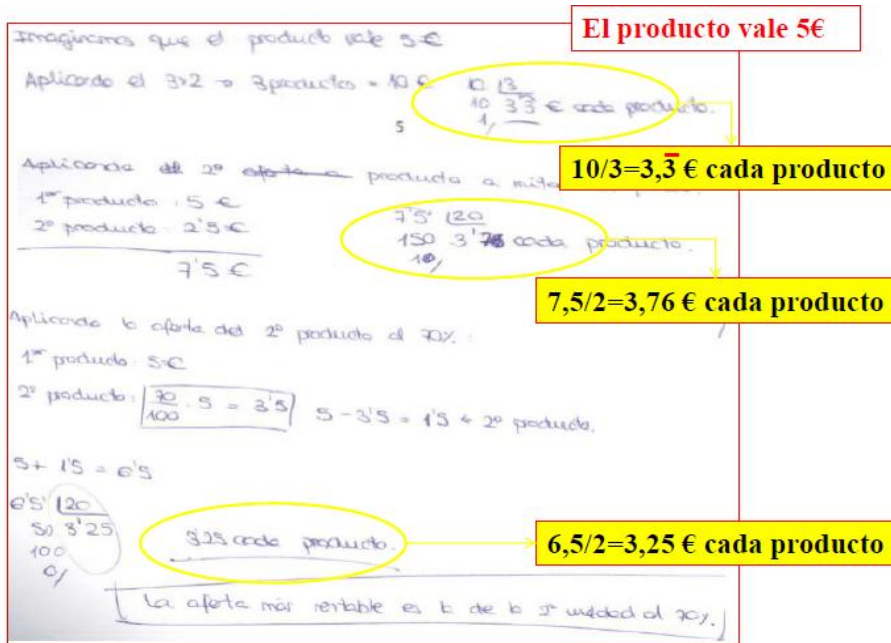 El producto vale 5€
Imaginamos que el producto vale 5€
Aplicando el 3x2 → 3 productos = 10 €
10 3
10 33 € cada producto.
1
5
10/3=3,3̅ € cada producto
Aplicando 2º producto a
1er producto: 5 €
2º producto: 2'5 €
7'5 €
7'5' 20
150 3'76 cada producto.
10
7,5/2=3,76 € cada producto
Aplicando la oferta del 2º producto al 70%:
1er producto: 5€
2º producto: 70/100 . 5 = 3'5 5 - 3'5 = 1'5 ← 2º producto.
5 + 1'5 = 6'5
6'5' 20
50 3'25
100
0
3'25 cada producto.
6,5/2=3,25 € cada producto
La oferta más rentable es la de la unidad al 70%.